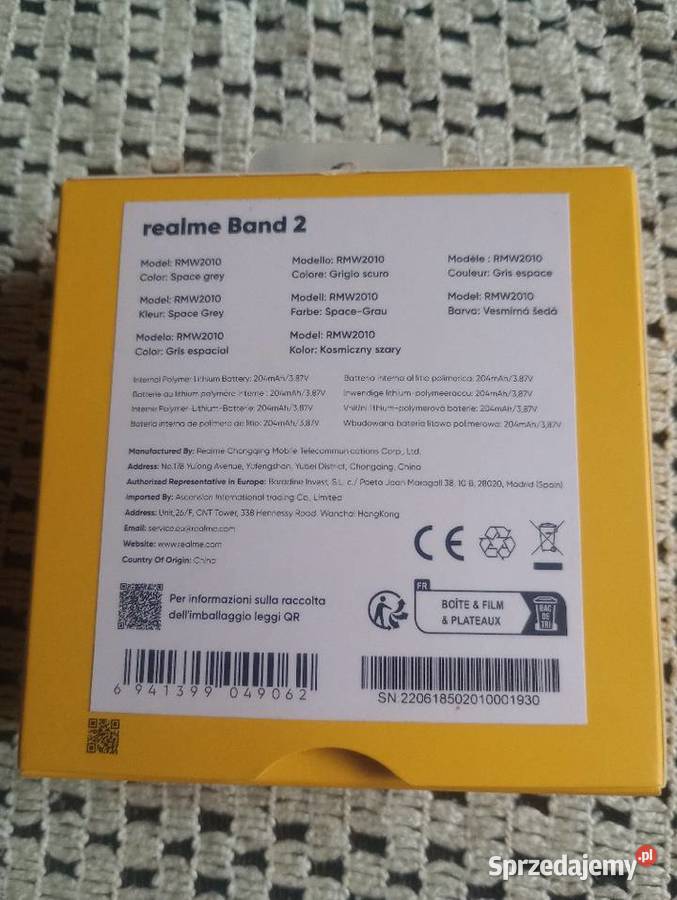 realme Band 2
Model: RMW2010
Color: Space grey
Modello: RMW2010
Colore: Grigio scuro
Modèle : RMW2010
Couleur: Gris espace
Model: RMW2010
Kleur: Space Grey
Modell: RMW2010
Farbe: Space-Grau
Model: RMW2010
Barva: Vesmírná šedá
Modelo: RMW2010
Color: Gris espacial
Model: RMW2010
Kolor: Kosmiczny szary
Internal Polymer Lithium Battery: 204mAh/3.87V
Batterie au lithium polymère interne : 204mAh/3.87V
Interne Polymer-Lithium-Batterie: 204mAh/3.87V
Batería interna de polímero de litio: 204mAh/3.87V
Batteria interna al litio polimerica: 204mAh/3.87V
Inwendige lithium-polymeeraccu: 204mAh/3.87V
Vnitřní lithium-polymerová baterie: 204mAh/3.87V
Wbudowana bateria litowo polimerowa: 204mAh/3.87V
Manufactured By: Realme Chongqing Mobile Telecommunications Corp., Ltd.
Address: No.178 Yulong Avenue, Yufengshan, Yubei District, Chongqing, China
Authorized Representative in Europe: Baradine Invest, S.L. c/ Poeta Joan Maragall 38, 10 B, 28020, Madrid (Spain)
Imported By: Ascension International trading Co., Limited
Address: Unit,26/F, CNT Tower, 338 Hennessy Road, Wanchai HongKong
Email: service.eu@realme.com
Website: www.realme.com
Country Of Origin: China
CE
Per informazioni sulla raccolta
dell'imballaggio leggi QR
FR
BOÎTE & FILM
& PLATEAUX
BAC
DE
TRI
6 941399 049062
SN 220618502010001930
Sprzedajemy.pl